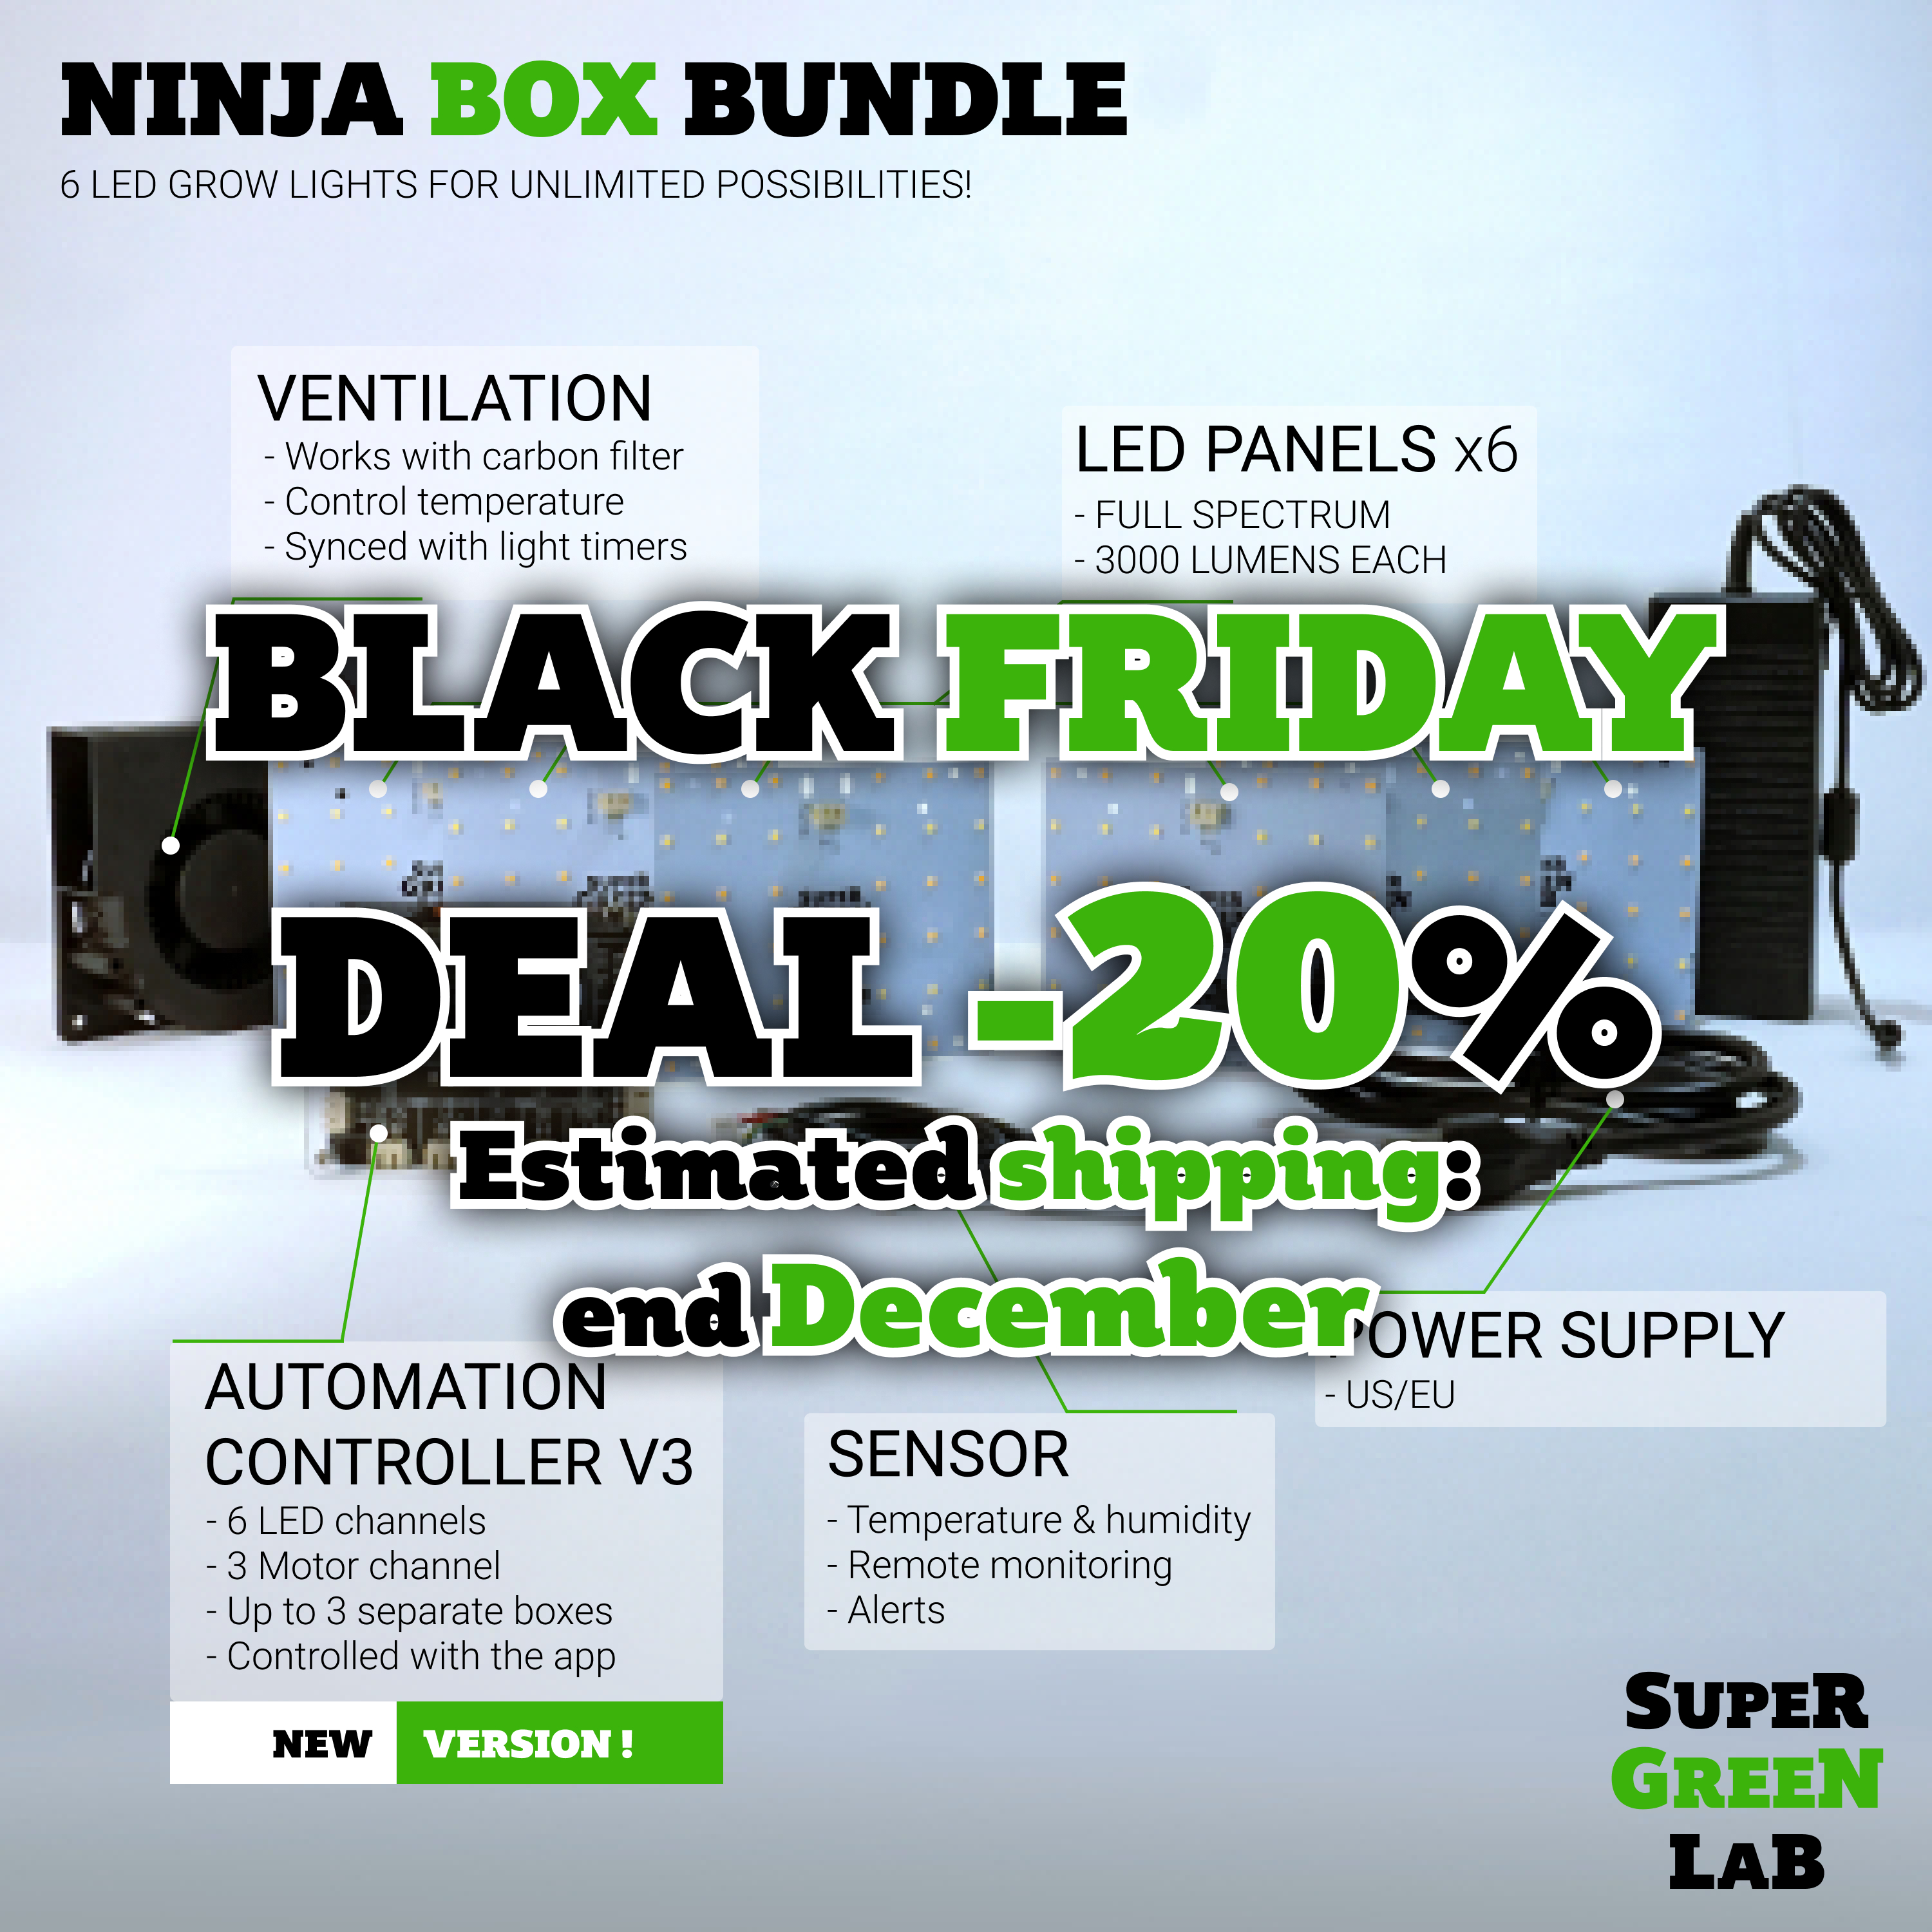 NINJA BOX BUNDLE
6 LED GROW LIGHTS FOR UNLIMITED POSSIBILITIES!
VENTILATION
- Works with carbon filter
- Control temperature
- Synced with light timers
LED PANELS x6
- FULL SPECTRUM
- 3000 LUMENS EACH
BLACK FRIDAY
DEAL -20%
Estimated shipping:
end December
POWER SUPPLY
- US/EU
AUTOMATION
CONTROLLER V3
- 6 LED channels
- 3 Motor channel
- Up to 3 separate boxes
- Controlled with the app
NEW VERSION !
SENSOR
- Temperature & humidity
- Remote monitoring
- Alerts
SUPER
GREEN
LAB